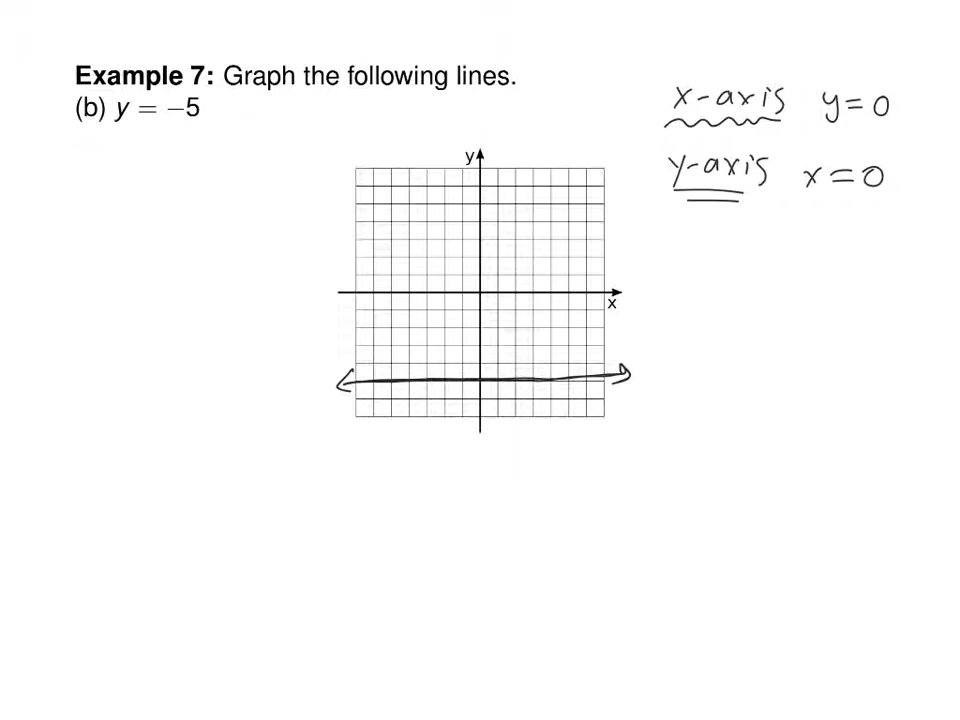 Example 7: Graph the following lines.
(b) y = −5
x-axis y=0
y-axis x=0
y
x